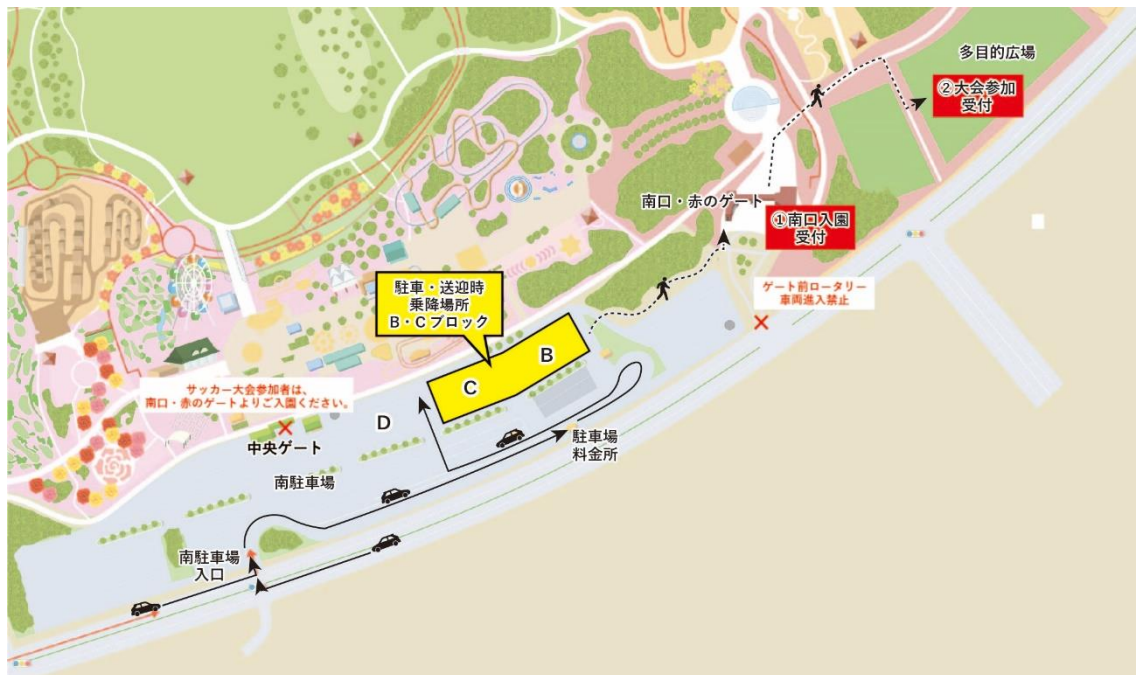 多目的広場
②大会参加
受付
南口・赤のゲート
①南口入園
受付
ゲート前ロータリー
車両進入禁止
駐車・送迎時
乗降場所
B・Cブロック
B
C
サッカー大会参加者は、
南口・赤のゲートよりご入園ください。
D
中央ゲート
駐車場
料金所
南駐車場
南駐車場
入口